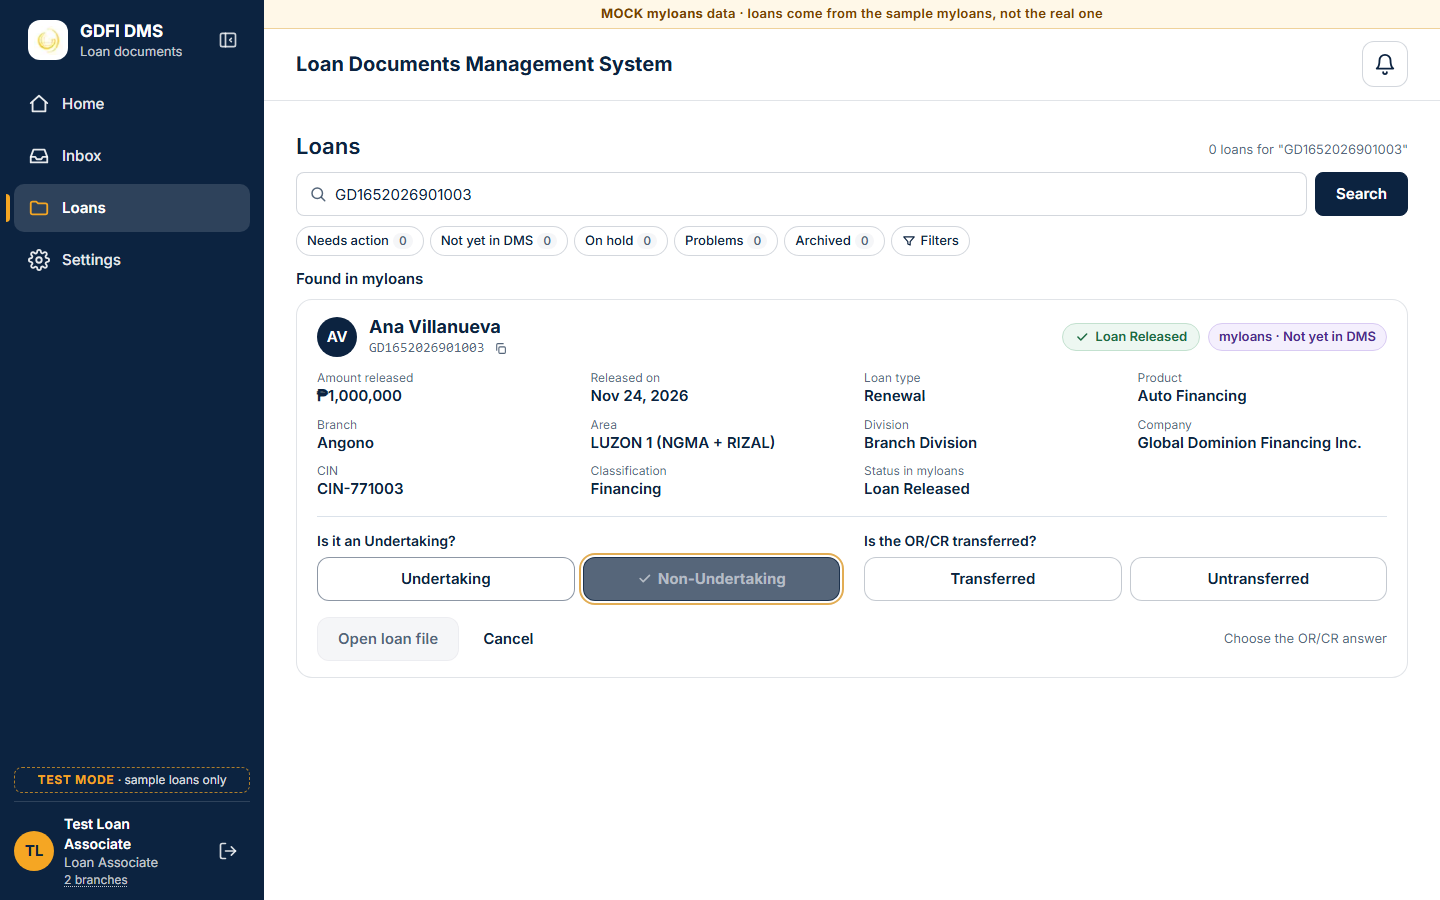 MOCK myloans data · loans come from the sample myloans, not the real one
GDFI DMS
Loan documents
Home
Inbox
Loans
Settings
TEST MODE · sample loans only
TL
Test Loan Associate
Loan Associate
2 branches
Loan Documents Management System
Loans
0 loans for "GD1652026901003"
GD1652026901003
Search
Needs action 0
Not yet in DMS 0
On hold 0
Problems 0
Archived 0
Filters
Found in myloans
AV
Ana Villanueva
GD1652026901003
Loan Released
myloans · Not yet in DMS
Amount released
₱1,000,000
Released on
Nov 24, 2026
Loan type
Renewal
Product
Auto Financing
Branch
Angono
Area
LUZON 1 (NGMA + RIZAL)
Division
Branch Division
Company
Global Dominion Financing Inc.
CIN
CIN-771003
Classification
Financing
Status in myloans
Loan Released
Is it an Undertaking?
Undertaking
Non-Undertaking
Is the OR/CR transferred?
Transferred
Untransferred
Open loan file
Cancel
Choose the OR/CR answer